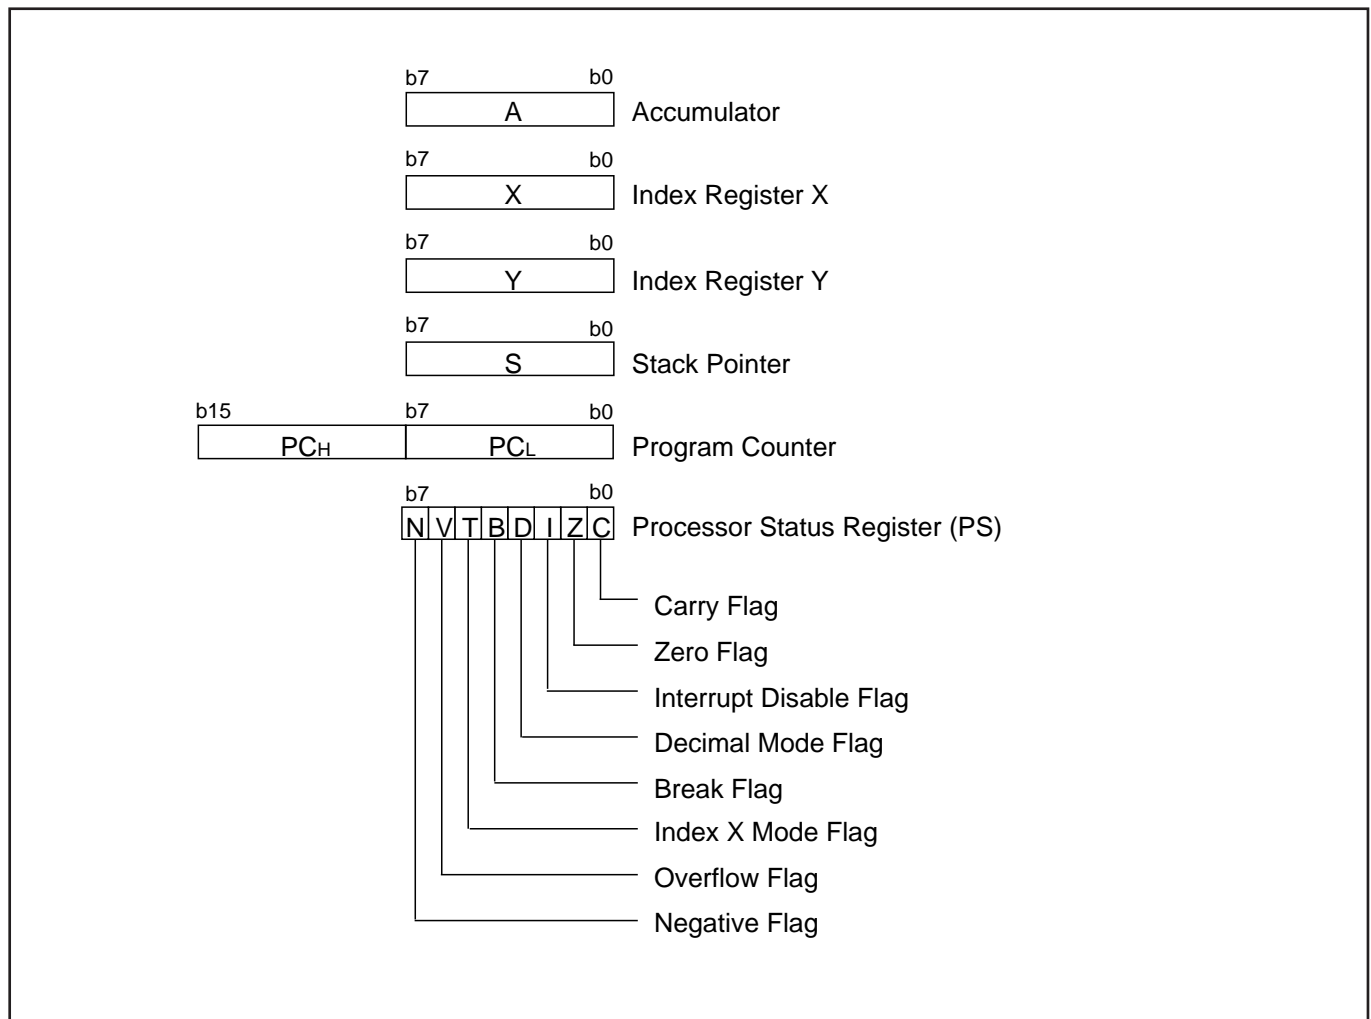 b7 b0
A Accumulator
b7 b0
X Index Register X
b7 b0
Y Index Register Y
b7 b0
S Stack Pointer
b15 b7 b0
PCH PCL Program Counter
b7 b0
N V T B D I Z C Processor Status Register (PS)
Carry Flag
Zero Flag
Interrupt Disable Flag
Decimal Mode Flag
Break Flag
Index X Mode Flag
Overflow Flag
Negative Flag